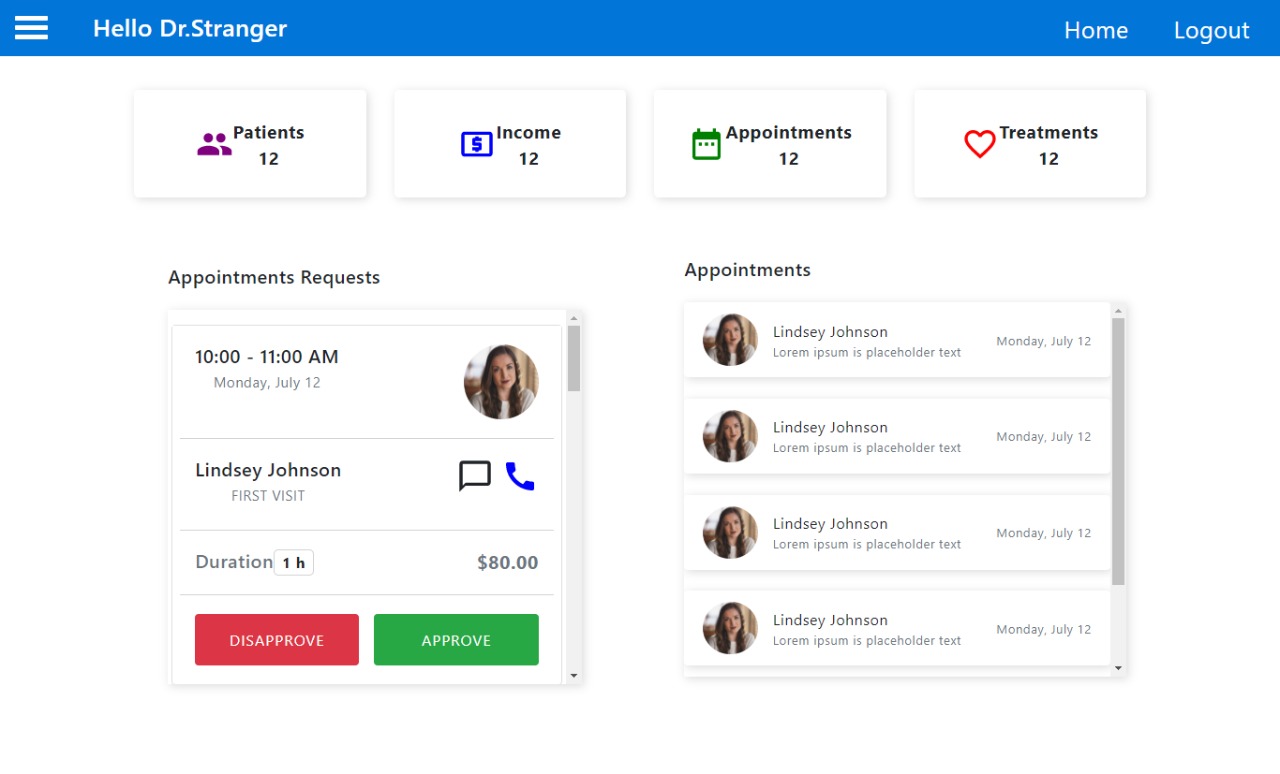 Hello Dr.Stranger
Home
Logout
Patients
12
Income
12
Appointments
12
Treatments
12
Appointments Requests
10:00 - 11:00 AM
Monday, July 12
Lindsey Johnson
FIRST VISIT
Duration 1 h
$80.00
DISAPPROVE
APPROVE
Appointments
Lindsey Johnson
Lorem ipsum is placeholder text
Monday, July 12
Lindsey Johnson
Lorem ipsum is placeholder text
Monday, July 12
Lindsey Johnson
Lorem ipsum is placeholder text
Monday, July 12
Lindsey Johnson
Lorem ipsum is placeholder text
Monday, July 12